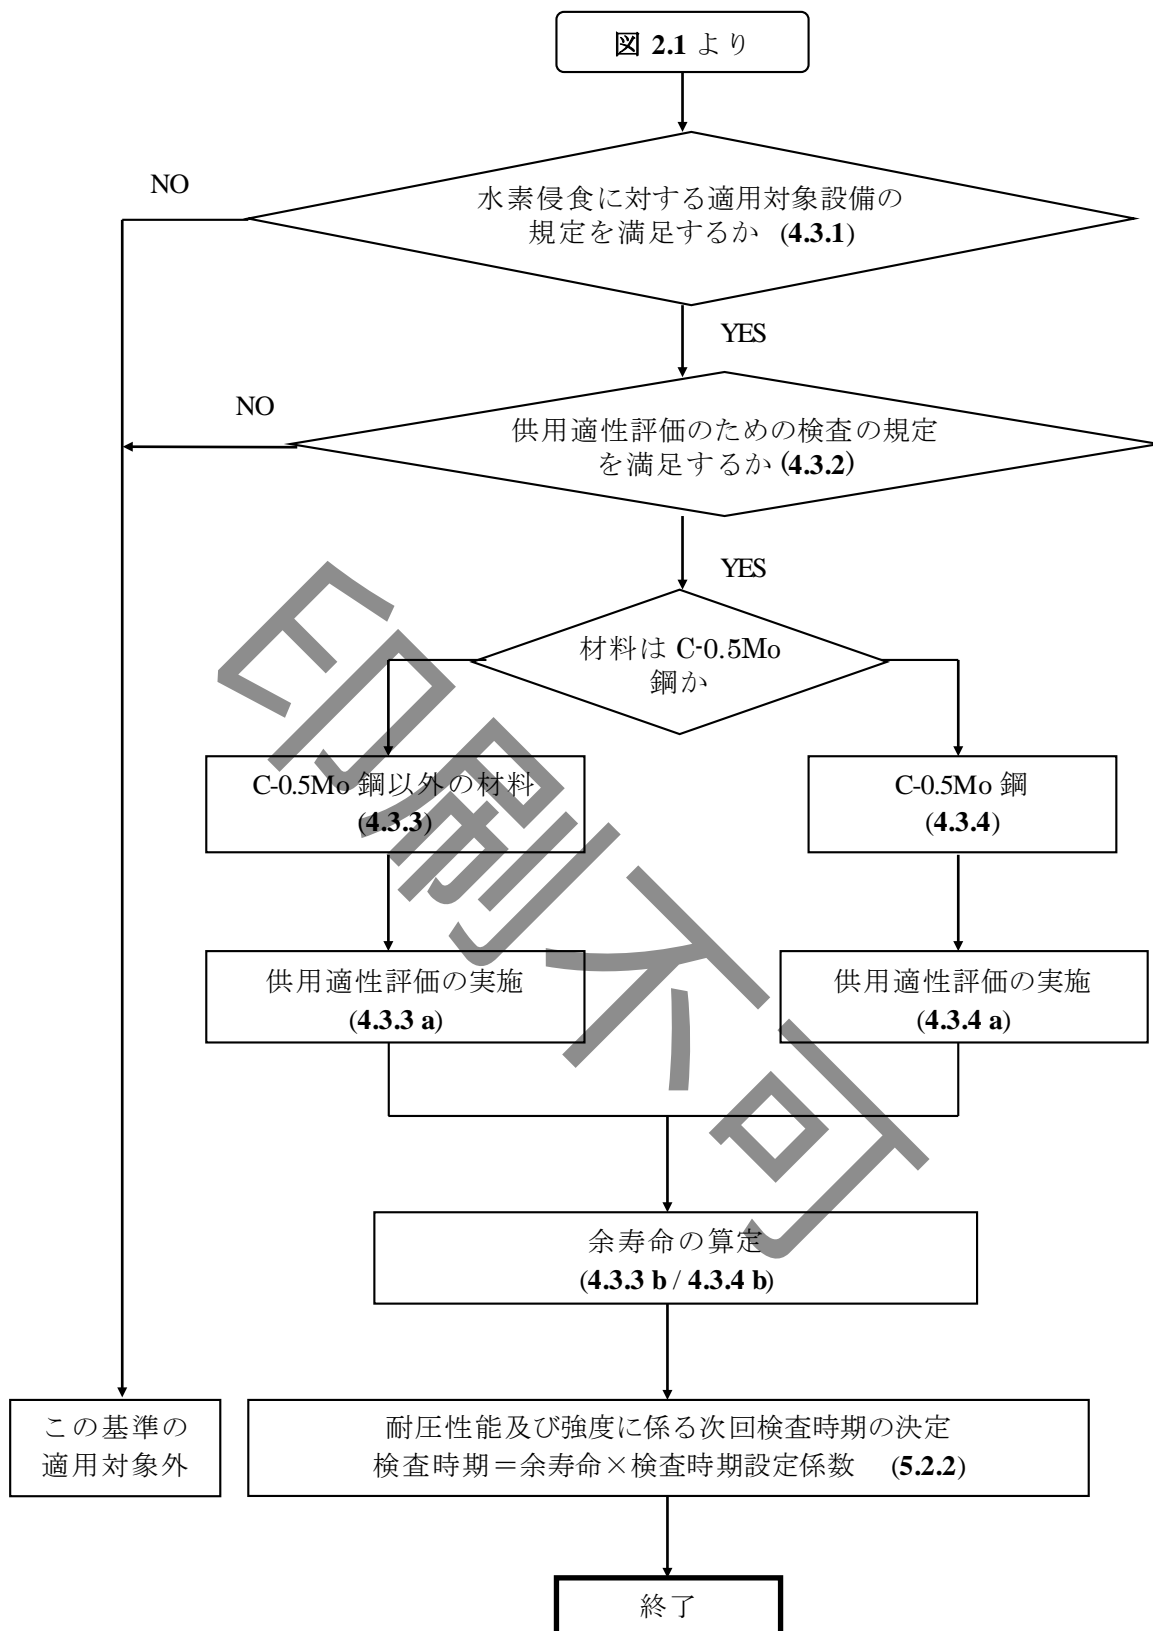 図 2.1 より
NO
水素侵食に対する適用対象設備の
規定を満足するか (4.3.1)
YES
NO
供用適性評価のための検査の規定
を満足するか (4.3.2)
YES
材料は C-0.5Mo
鋼か
C-0.5Mo 鋼以外の材料
(4.3.3)
C-0.5Mo 鋼
(4.3.4)
供用適性評価の実施
(4.3.3 a)
供用適性評価の実施
(4.3.4 a)
余寿命の算定
(4.3.3 b / 4.3.4 b)
この基準の
適用対象外
耐圧性能及び強度に係る次回検査時期の決定
検査時期＝余寿命×検査時期設定係数 (5.2.2)
終了
印刷不可